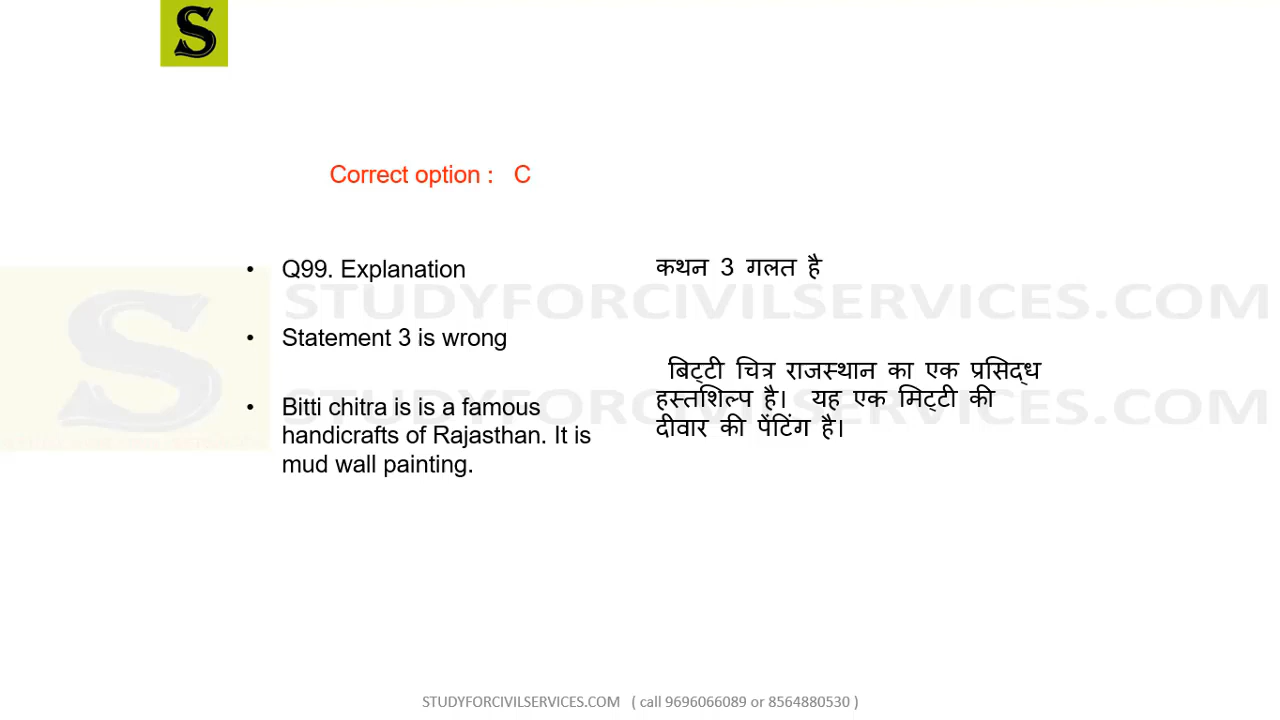 S
Correct option : C
• Q99. Explanation
• Statement 3 is wrong
• Bitti chitra is is a famous
handicrafts of Rajasthan. It is
mud wall painting.
कथन 3 गलत है
बिट्टी चित्र राजस्थान का एक प्रसिद्ध
हस्तशिल्प है। यह एक मिट्टी की
दीवार की पेंटिंग है।
S
STUDYFORCIVILSERVICES.COM
STUDYFORCIVILSERVICES.COM
STUDYFORCIVILSERVICES.COM ( call 9696066089 or 8564880530 )